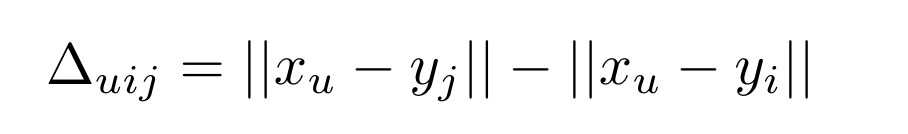 Δ_{uij} = ||x_u − y_j|| − ||x_u − y_i||